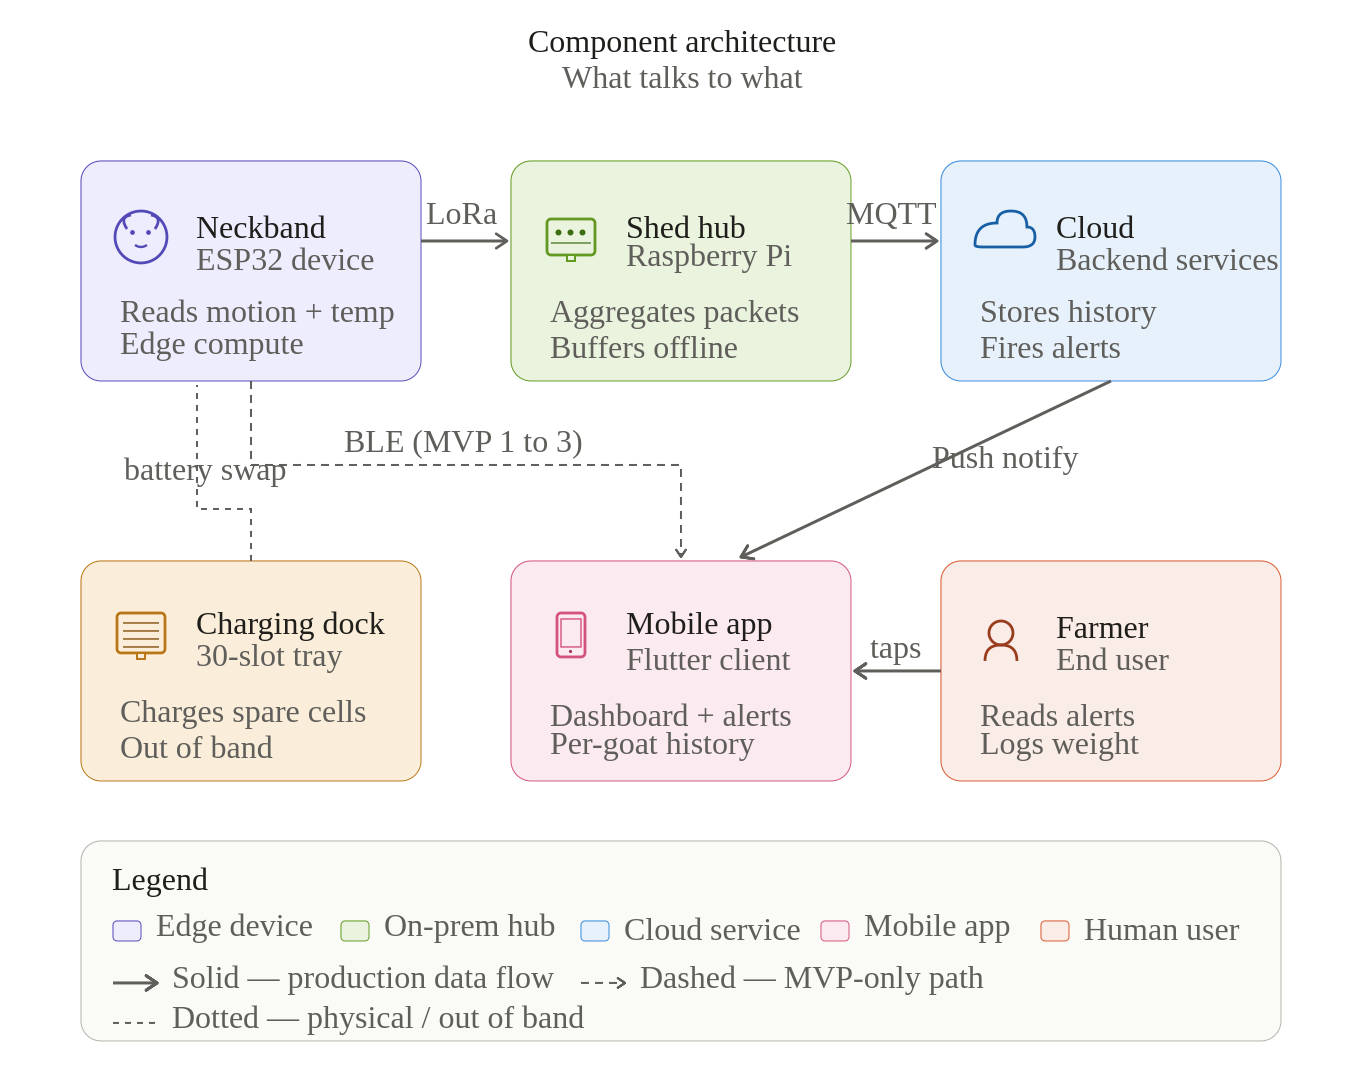 Component architecture
What talks to what
Neckband
ESP32 device
Reads motion + temp
Edge compute
LoRa
Shed hub
Raspberry Pi
Aggregates packets
Buffers offline
MQTT
Cloud
Backend services
Stores history
Fires alerts
battery swap
BLE (MVP 1 to 3)
Push notify
Charging dock
30-slot tray
Charges spare cells
Out of band
Mobile app
Flutter client
Dashboard + alerts
Per-goat history
taps
Farmer
End user
Reads alerts
Logs weight
Legend
Edge device
On-prem hub
Cloud service
Mobile app
Human user
Solid — production data flow
Dashed — MVP-only path
Dotted — physical / out of band